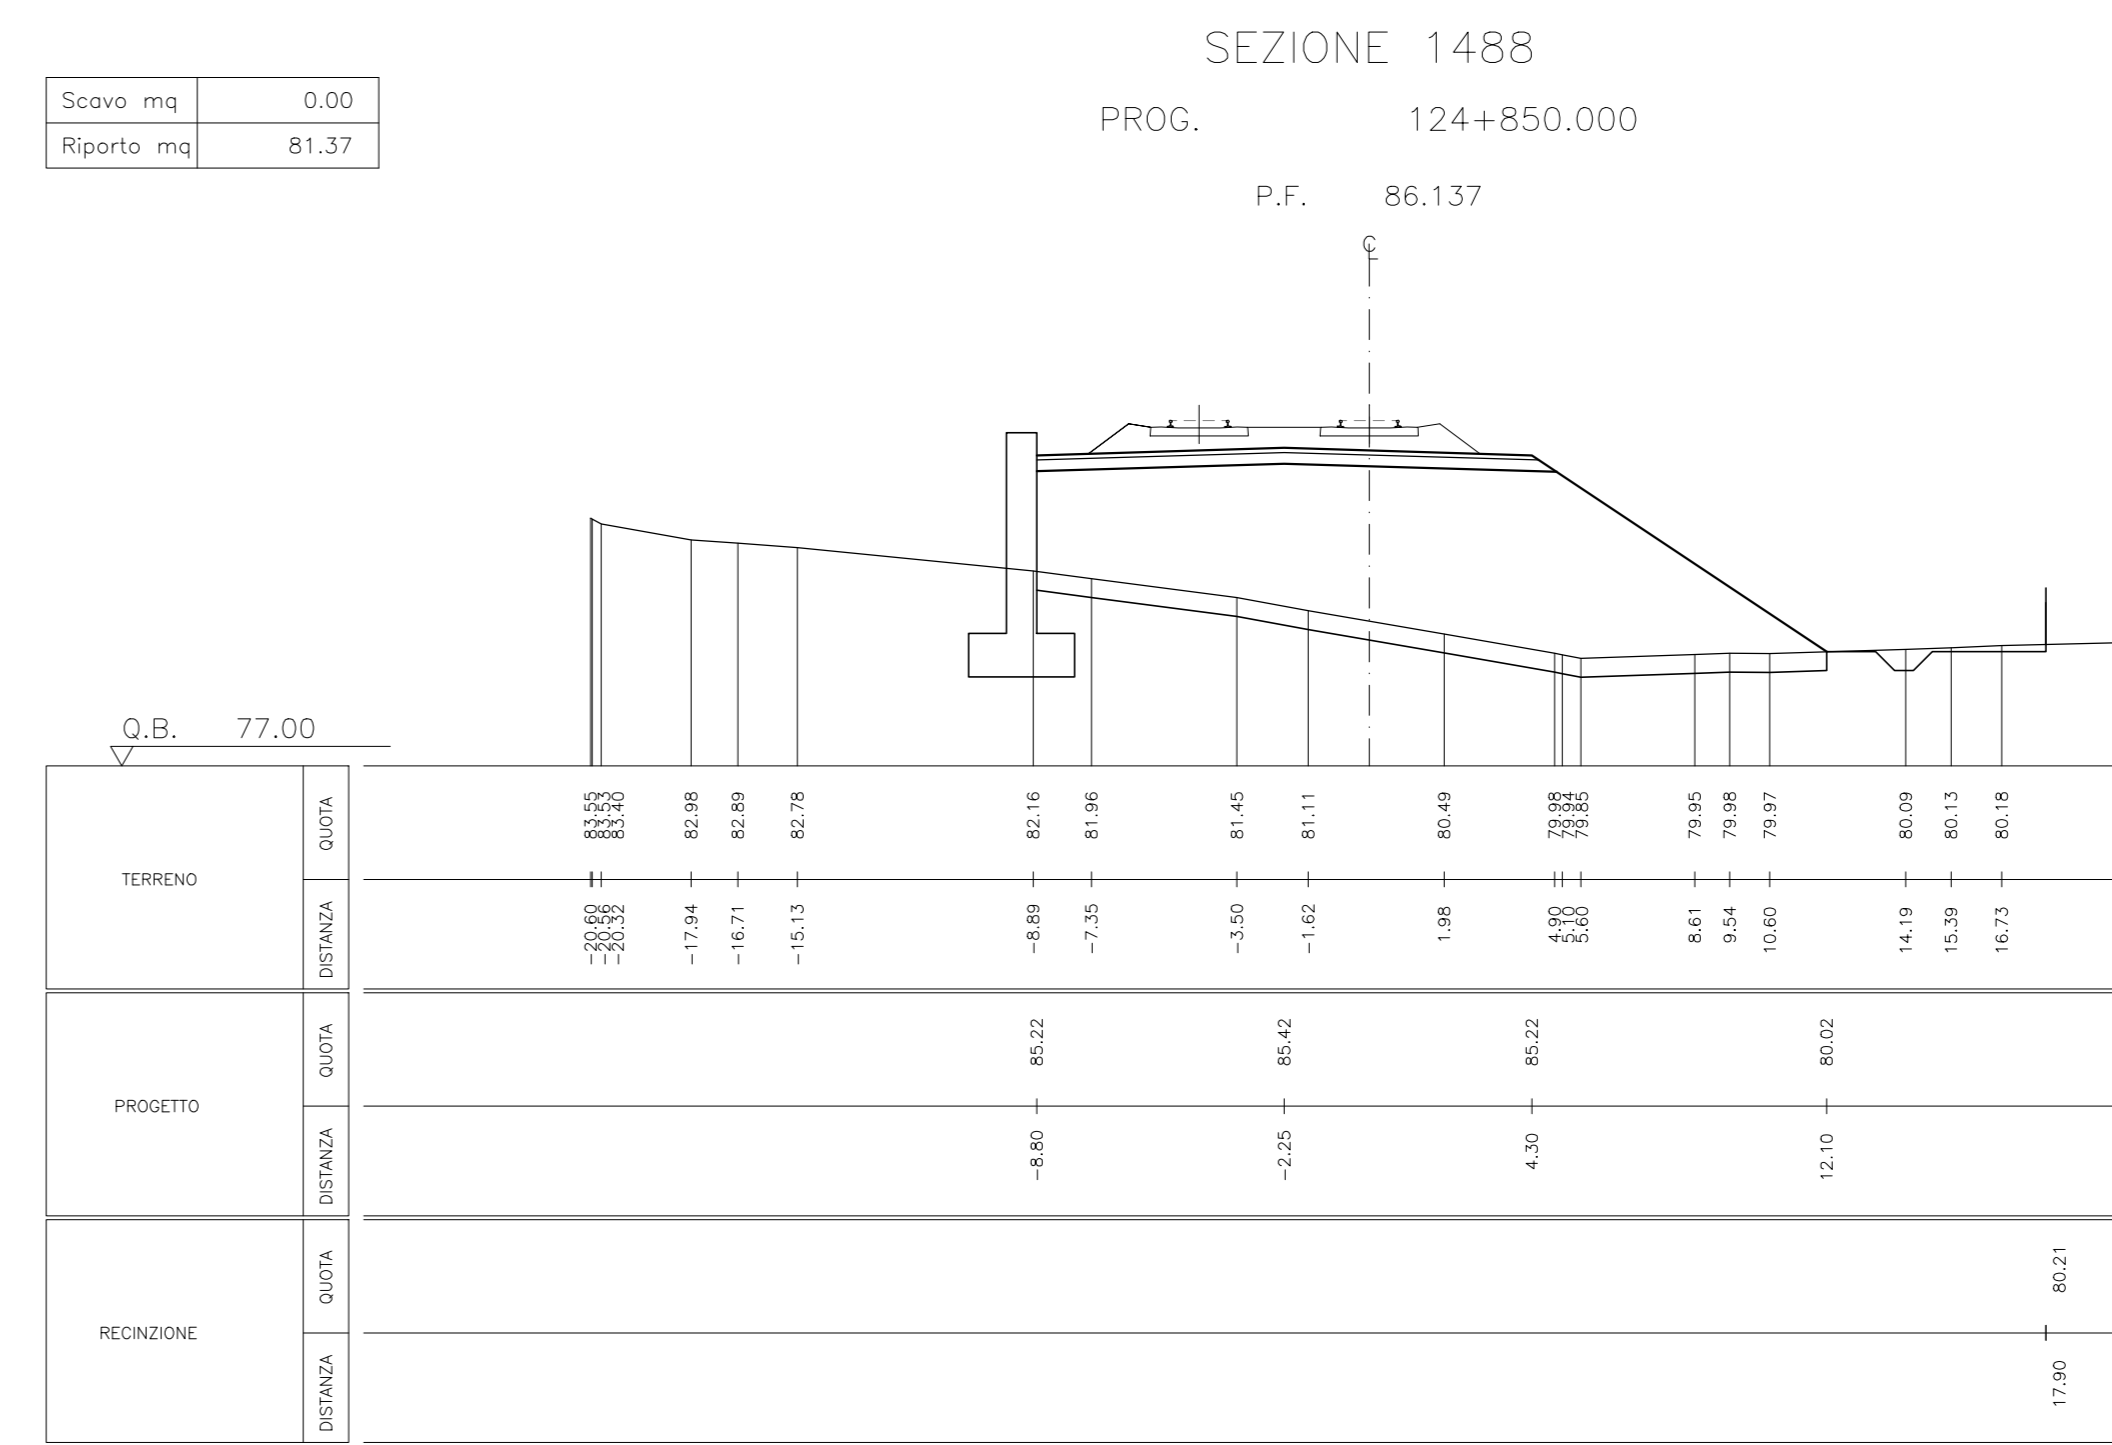 SEZIONE 1488
PROG. 124+850.000
P.F. 86.137
Scavo mq 0.00
Riporto mq 81.37
Q.B. 77.00
TERRENO
QUOTA
83.55 83.53 83.40 82.98 82.89 82.78 82.16 81.96 81.45 81.11 80.49 79.98 79.94 79.85 79.95 79.98 79.97 80.09 80.13 80.18
DISTANZA
-20.60 -20.56 -20.32 -17.94 -16.71 -15.13 -8.89 -7.35 -3.50 -1.62 1.98 4.90 5.10 5.60 8.61 9.54 10.60 14.19 15.39 16.73
PROGETTO
QUOTA
85.22 85.42 85.22 80.02
DISTANZA
-8.80 -2.25 4.30 12.10
RECINZIONE
QUOTA
80.21
DISTANZA
17.90